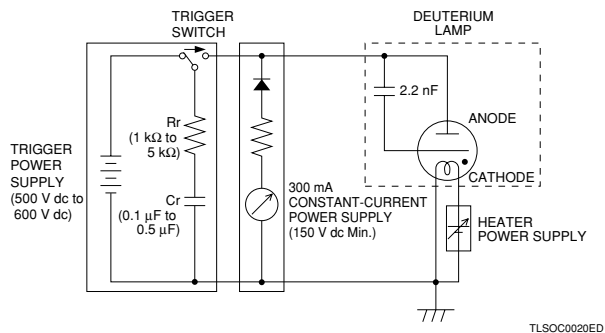 TRIGGER
SWITCH
DEUTERIUM
LAMP
2.2 nF
ANODE
CATHODE
Rr
(1 kΩ to
5 kΩ)
TRIGGER
POWER
SUPPLY
(500 V dc to
600 V dc)
Cr
(0.1 µF to
0.5 µF)
300 mA
CONSTANT-CURRENT
POWER SUPPLY
(150 V dc Min.)
HEATER
POWER SUPPLY
TLSOC0020ED